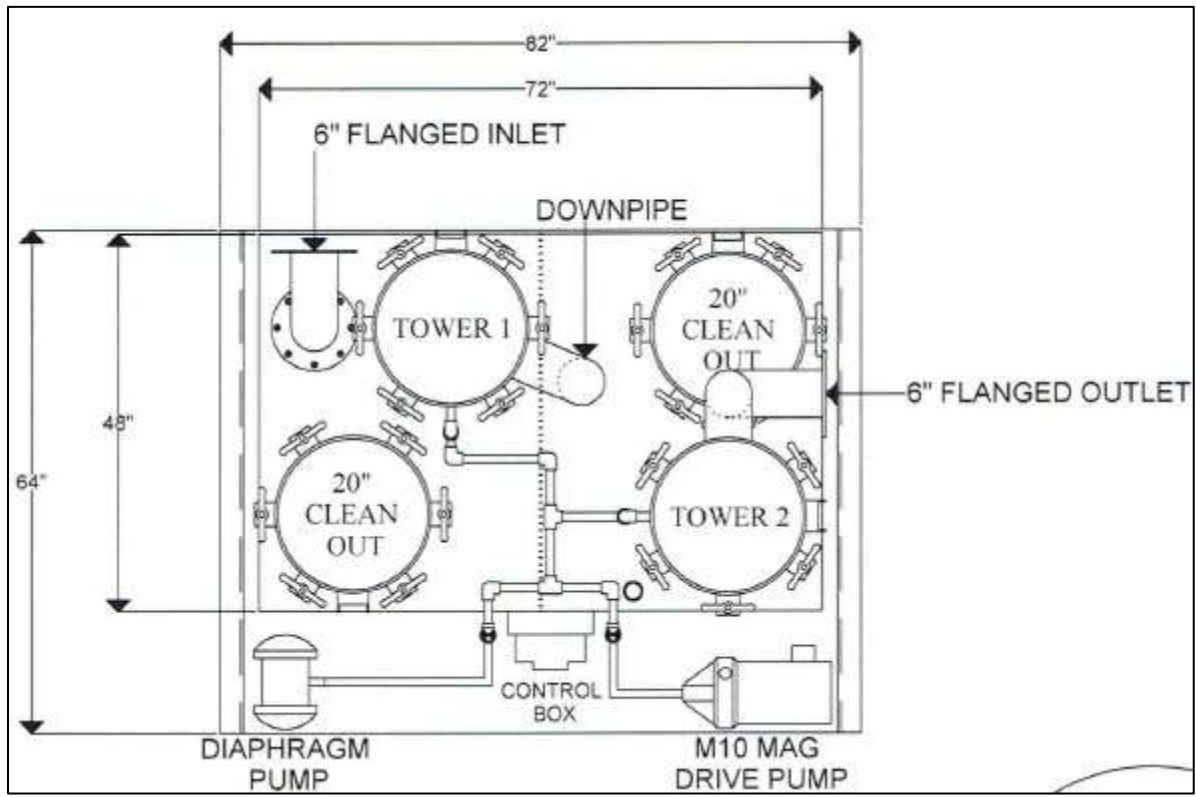 82"
72"
6" FLANGED INLET
DOWNPIPE
TOWER 1
20"
CLEAN
OUT
6" FLANGED OUTLET
48"
64"
20"
CLEAN
OUT
TOWER 2
CONTROL
BOX
DIAPHRAGM
PUMP
M10 MAG
DRIVE PUMP